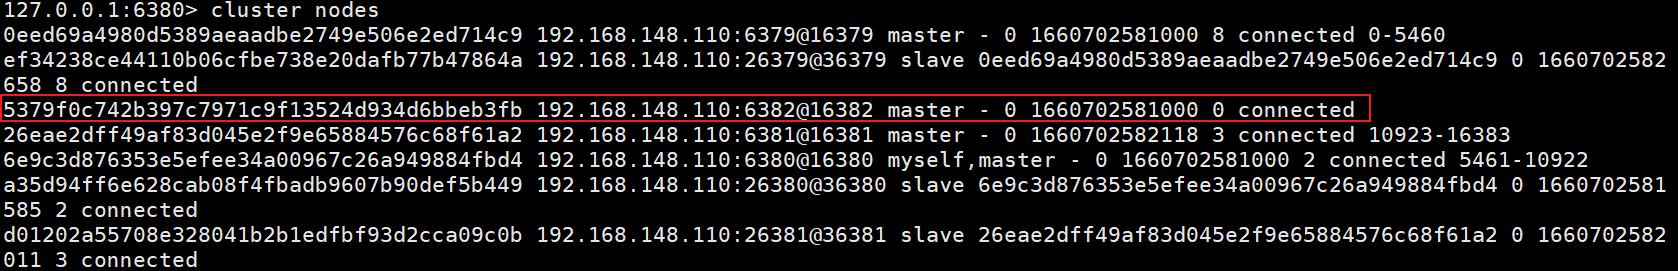 127.0.0.1:6380> cluster nodes
0eed69a4980d5389aeaadbe2749e506e2ed714c9 192.168.148.110:6379@16379 master - 0 1660702581000 8 connected 0-5460
ef34238ce44110b06cfbe738e20dafb77b47864a 192.168.148.110:26379@36379 slave 0eed69a4980d5389aeaadbe2749e506e2ed714c9 0 1660702582
658 8 connected
5379f0c742b397c7971c9f13524d934d6bbeb3fb 192.168.148.110:6382@16382 master - 0 1660702581000 0 connected
26eae2dff49af83d045e2f9e65884576c68f61a2 192.168.148.110:6381@16381 master - 0 1660702582118 3 connected 10923-16383
6e9c3d876353e5efee34a00967c26a949884fbd4 192.168.148.110:6380@16380 myself,master - 0 1660702581000 2 connected 5461-10922
a35d94ff6e628cab08f4fbadb9607b90def5b449 192.168.148.110:26380@36380 slave 6e9c3d876353e5efee34a00967c26a949884fbd4 0 1660702581
585 2 connected
d01202a55708e328041b2b1edfbf93d2cca09c0b 192.168.148.110:26381@36381 slave 26eae2dff49af83d045e2f9e65884576c68f61a2 0 1660702582
011 3 connected